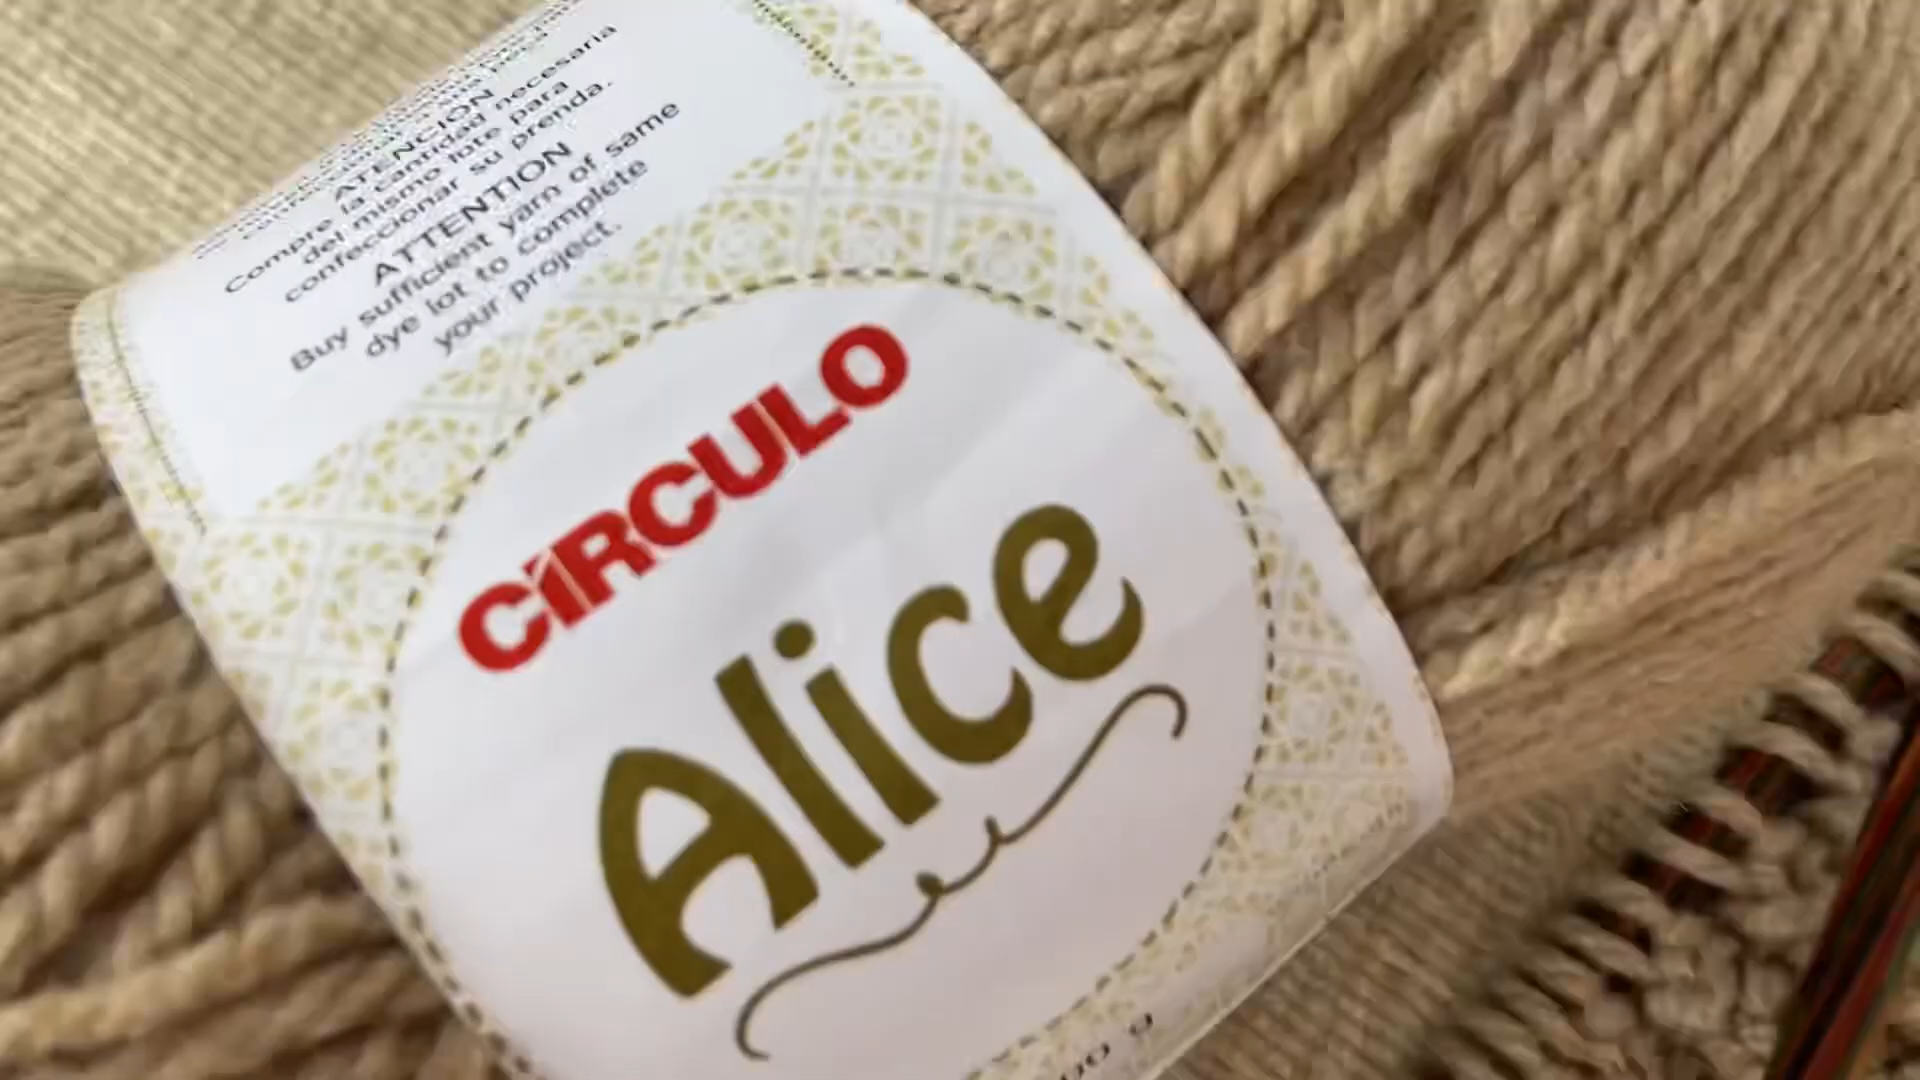 ATENCIÓN
Compre la cantidad necesaria
del mismo lote para
confeccionar su prenda.
ATTENTION
Buy sufficient yarn of same
dye lot to complete
your project.
CÍRCULO
Alice